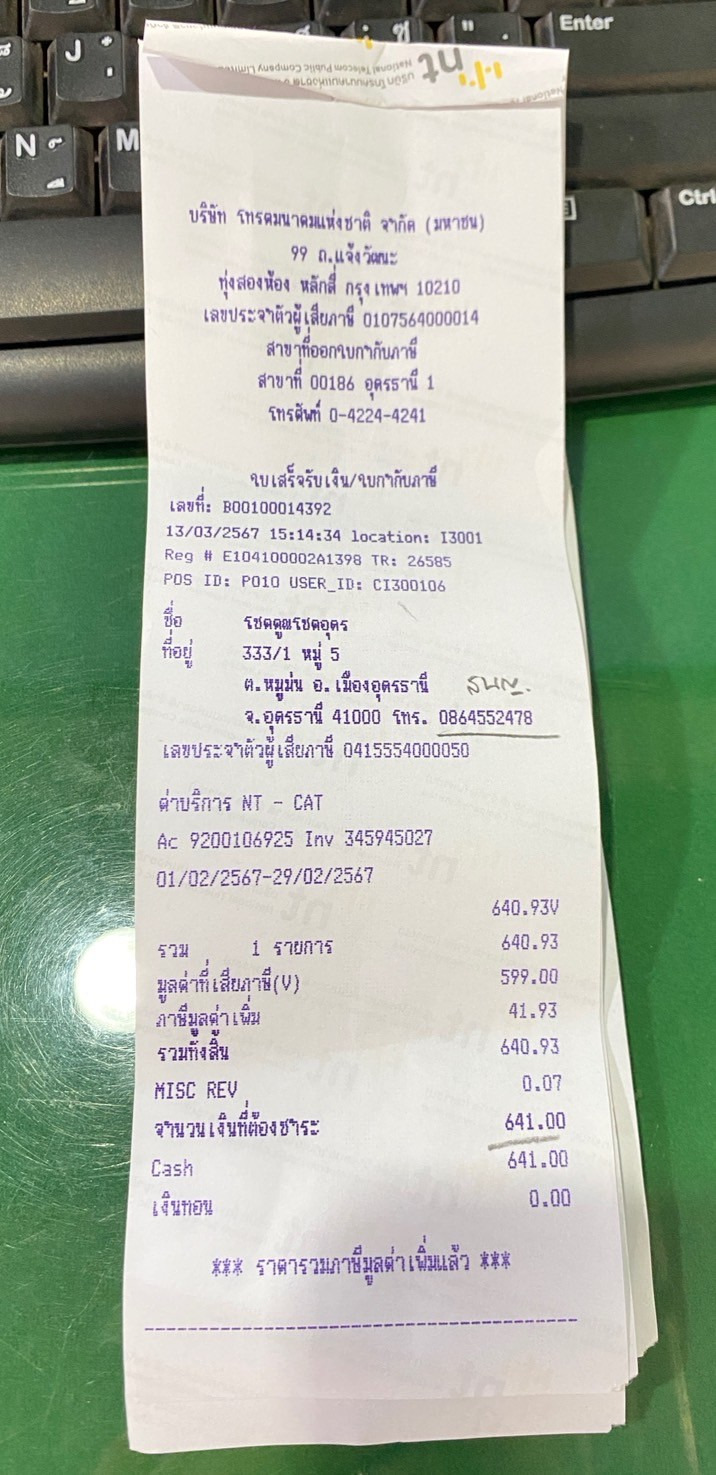 nt
บริษัท โทรคมนาคมแห่งชาติ จำกัด (มหาชน)
99 ถ.แจ้งวัฒนะ
ทุ่งสองห้อง หลักสี่ กรุงเทพฯ 10210
เลขประจำตัวผู้เสียภาษี 0107564000014
สาขาที่ออกใบกำกับภาษี
สาขาที่ 00186 อุดรธานี 1
โทรศัพท์ 0-4224-4241
ใบเสร็จรับเงิน/ใบกำกับภาษี
เลขที่: B00100014392
13/03/2567 15:14:34 location: I3001
Reg # E104100002A1398 TR: 26585
POS ID: PO10 USER_ID: CI300106
ชื่อ โชคคูณโชคอุดร
ที่อยู่ 333/1 หมู่ 5
ต.หมูม่น อ.เมืองอุดรธานี
จ.อุดรธานี 41000 โทร. 0864552478
เลขประจำตัวผู้เสียภาษี 0415554000050
ค่าบริการ NT - CAT
Ac 9200106925 Inv 345945027
01/02/2567-29/02/2567
640.93V
รวม 1 รายการ 640.93
มูลค่าที่เสียภาษี(V) 599.00
ภาษีมูลค่าเพิ่ม 41.93
รวมทั้งสิ้น 640.93
MISC REV 0.07
จำนวนเงินที่ต้องชำระ 641.00
Cash 641.00
เงินทอน 0.00
*** ราคารวมภาษีมูลค่าเพิ่มแล้ว ***
Enter
Ctrl
J
N
M